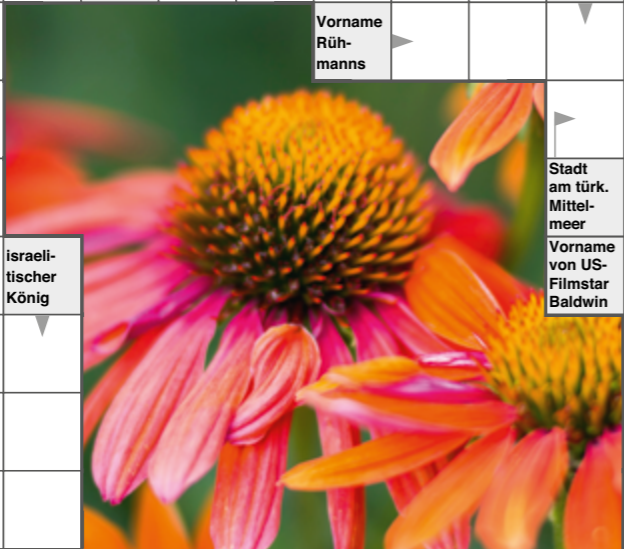 Vorname
Rüh-
manns
Stadt
am türk.
Mittel-
meer
Vorname
von US-
Filmstar
Baldwin
israeli-
tischer
König